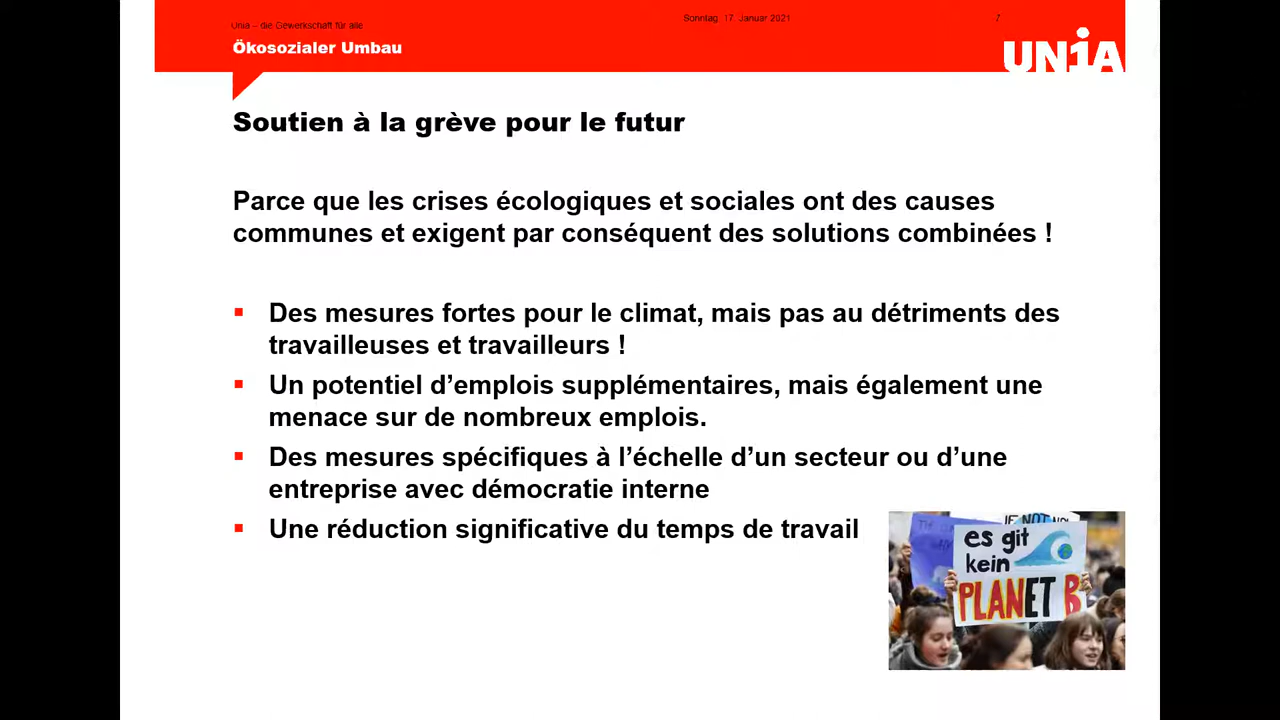 Unia – die Gewerkschaft für alle
Sonntag, 17. Januar 2021
7
Ökosozialer Umbau
UNiA
Soutien à la grève pour le futur
Parce que les crises écologiques et sociales ont des causes
communes et exigent par conséquent des solutions combinées !
▪ Des mesures fortes pour le climat, mais pas au détriments des
travailleuses et travailleurs !
▪ Un potentiel d’emplois supplémentaires, mais également une
menace sur de nombreux emplois.
▪ Des mesures spécifiques à l’échelle d’un secteur ou d’une
entreprise avec démocratie interne
▪ Une réduction significative du temps de travail
IF NOT
es git
kein
PLANET B